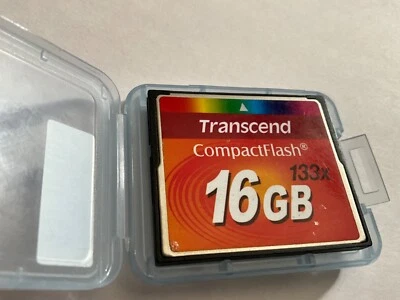 Transcend
CompactFlash®
133x
16GB